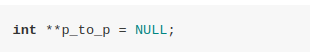 int **p_to_p = NULL;